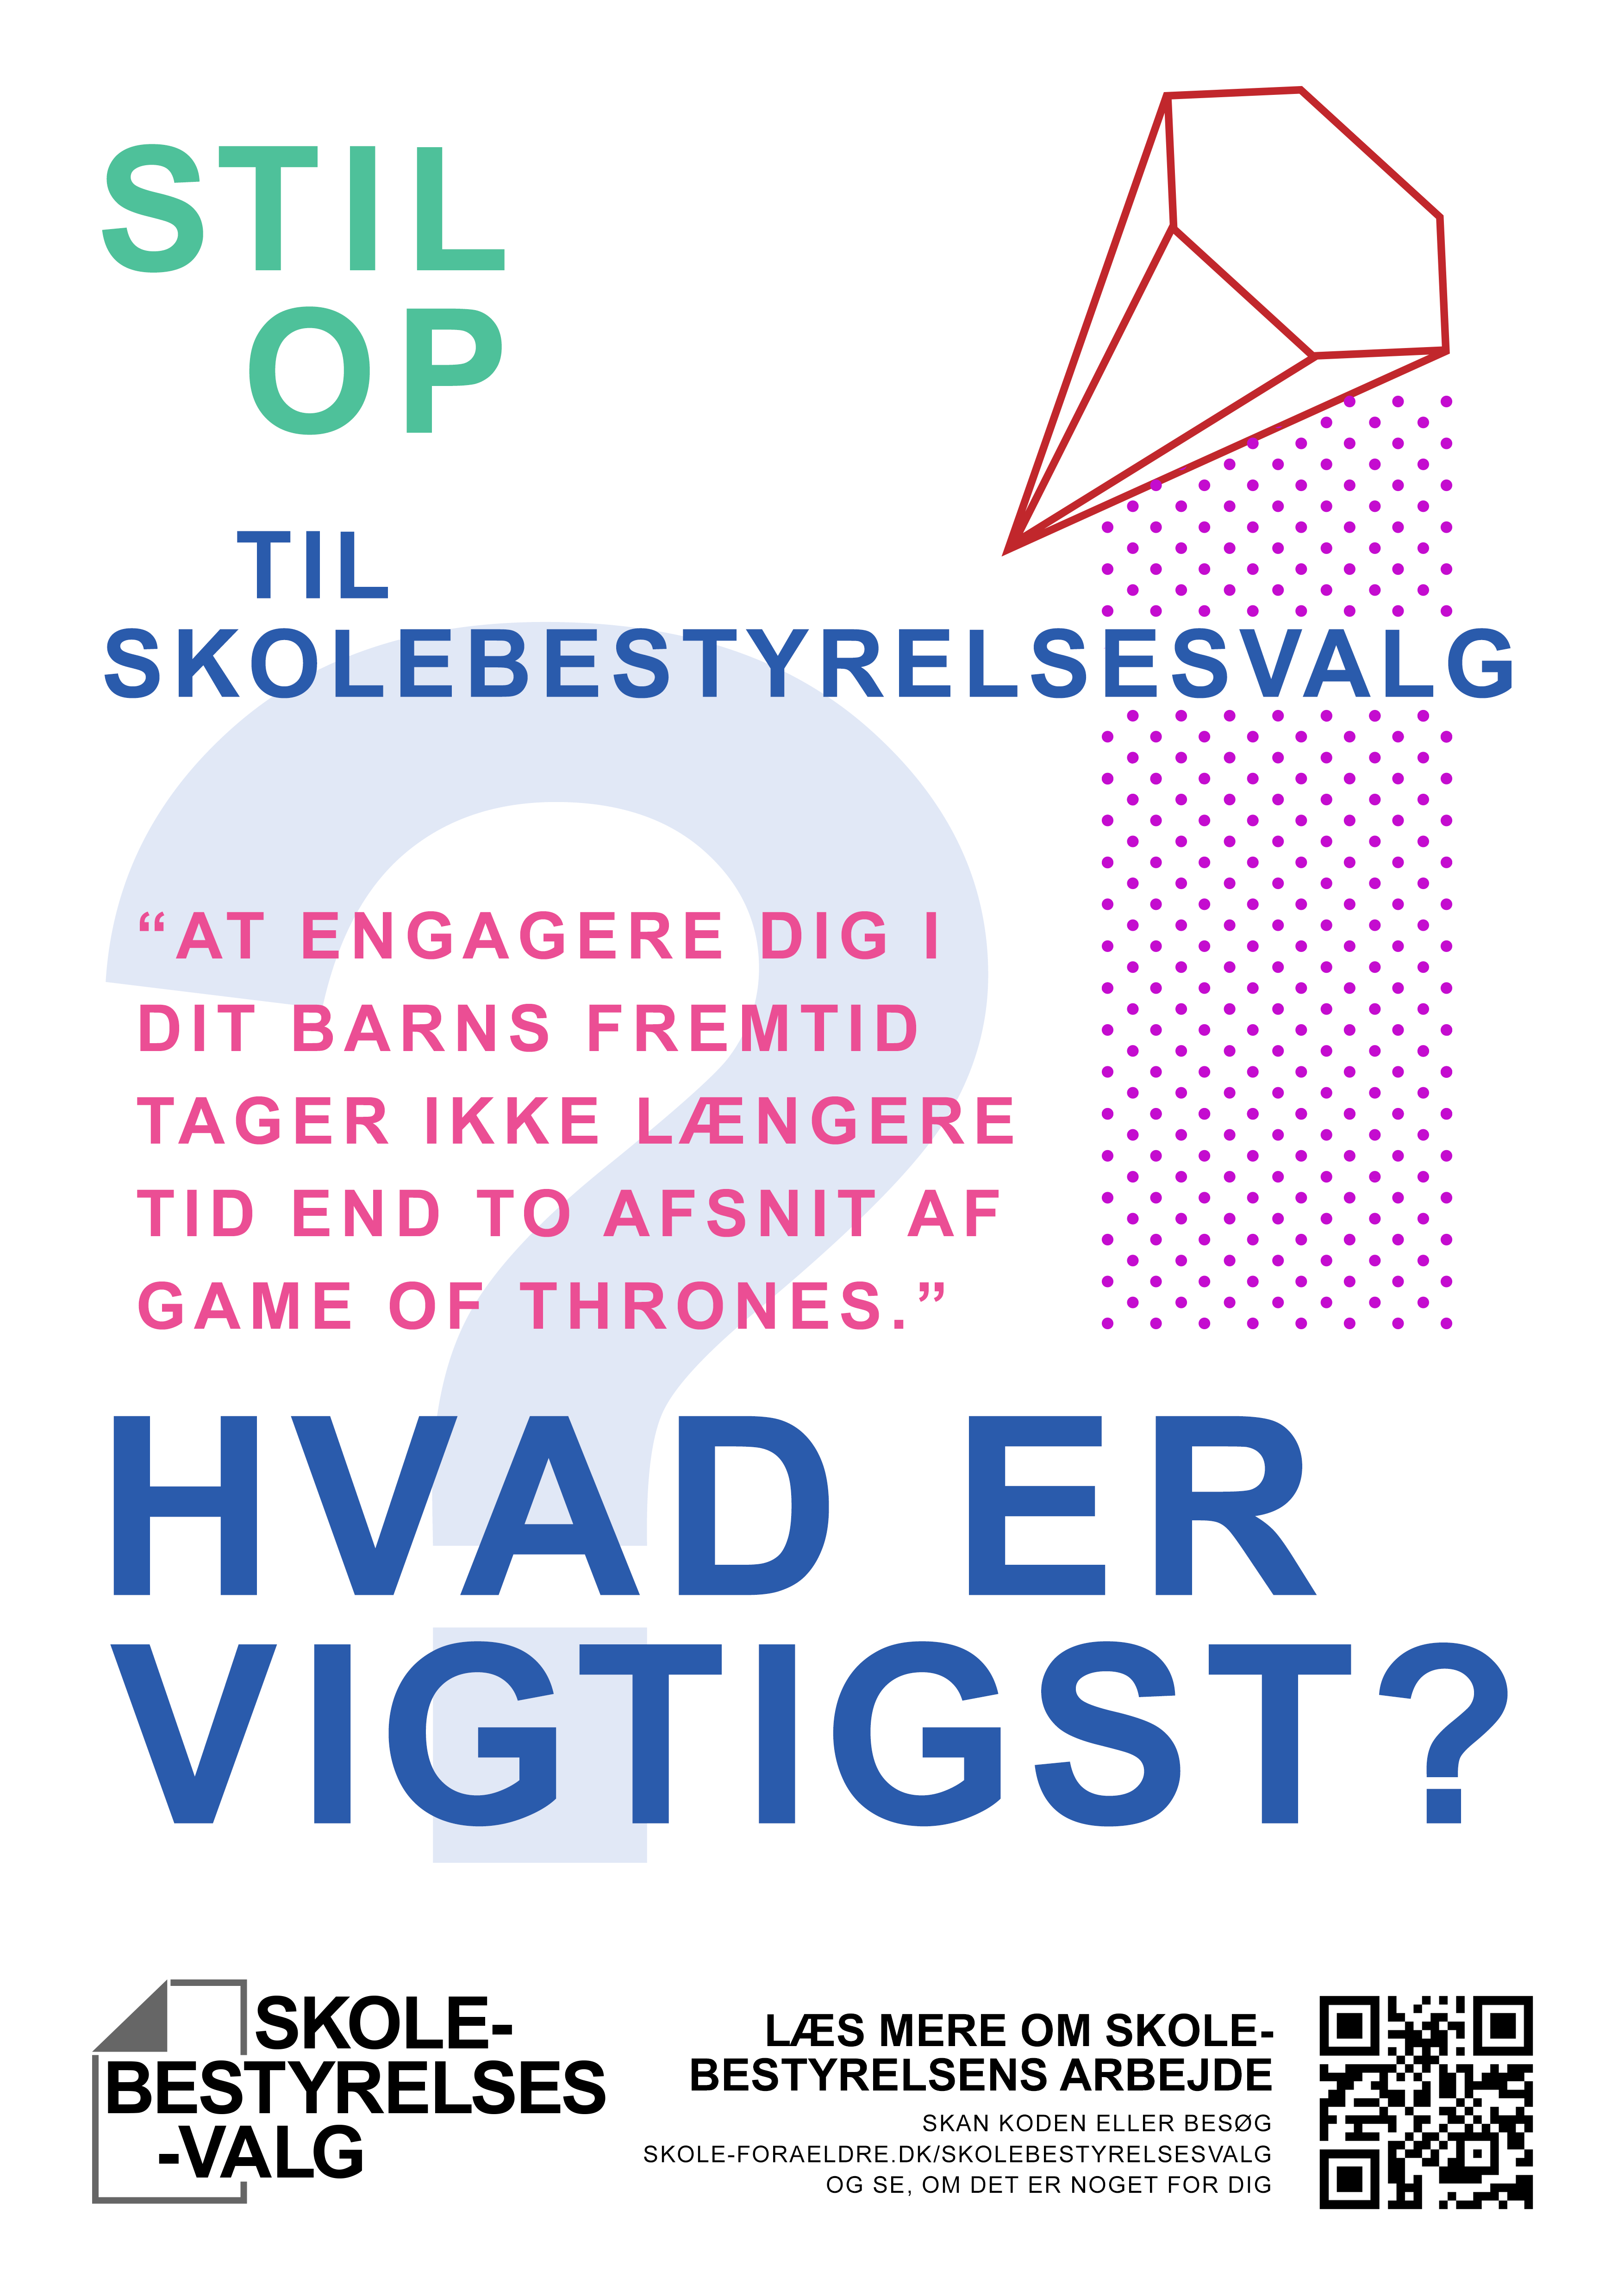 STIL
OP
TIL
SKOLEBESTYRELSESVALG
“AT ENGAGERE DIG I
DIT BARNS FREMTID
TAGER IKKE LÆNGERE
TID END TO AFSNIT AF
GAME OF THRONES.”
HVAD ER
VIGTIGST?
SKOLE-
BESTYRELSES
-VALG
LÆS MERE OM SKOLE-
BESTYRELSENS ARBEJDE
SKAN KODEN ELLER BESØG
SKOLE-FORAELDRE.DK/SKOLEBESTYRELSESVALG
OG SE, OM DET ER NOGET FOR DIG